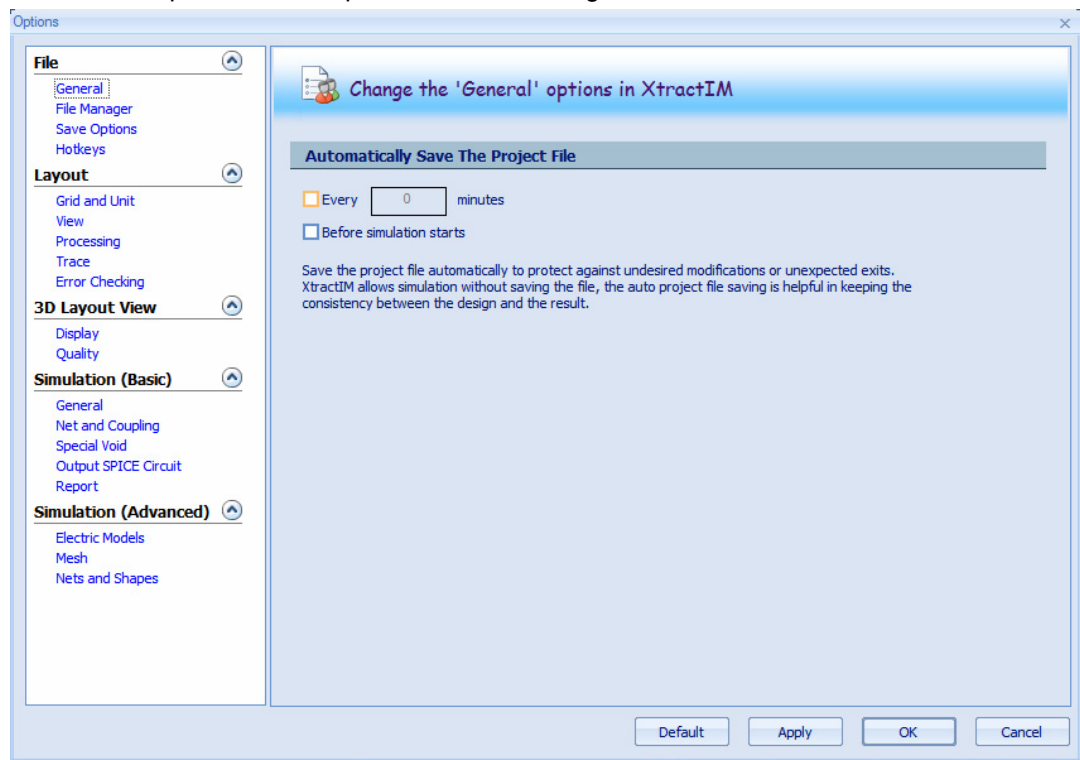 Options
File
General
File Manager
Save Options
Hotkeys
Layout
Grid and Unit
View
Processing
Trace
Error Checking
3D Layout View
Display
Quality
Simulation (Basic)
General
Net and Coupling
Special Void
Output SPICE Circuit
Report
Simulation (Advanced)
Electric Models
Mesh
Nets and Shapes
Change the 'General' options in XtractIM
Automatically Save The Project File
Every 0 minutes
Before simulation starts
Save the project file automatically to protect against undesired modifications or unexpected exits.
XtractIM allows simulation without saving the file, the auto project file saving is helpful in keeping the
consistency between the design and the result.
Default Apply OK Cancel